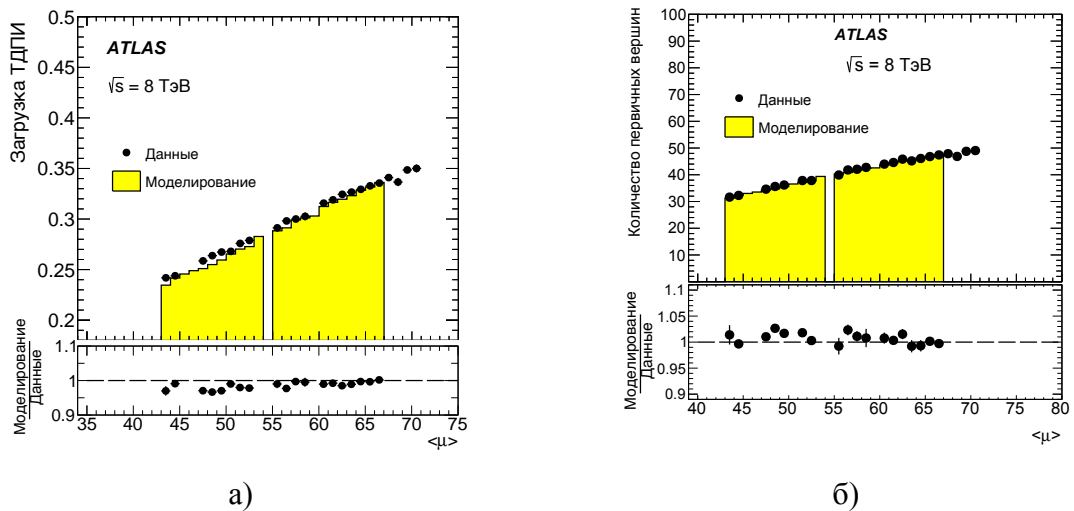 Загрузка ТДПИ
0.5
0.45
0.4
0.35
0.3
0.25
0.2
ATLAS
√s = 8 ТэВ
Данные
Моделирование
Моделирование
Данные
1.1
1
0.9
35 40 45 50 55 60 65 70 75
<μ>
а)
Количество первичных вершин
100
90
80
70
60
50
40
30
20
10
ATLAS
√s = 8 ТэВ
Данные
Моделирование
Моделирование
Данные
1.1
1.05
1
0.95
0.9
40 45 50 55 60 65 70 75 80
<μ>
б)